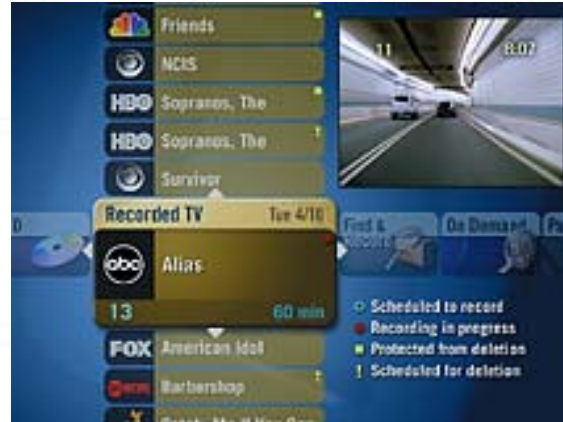 Friends
NCIS
HBO Sopranos, The
HBO Sopranos, The
Survivor
11 8:07
Recorded TV Tue 4/16
abc Alias
13 60 min
Find &
On Demand
Scheduled to record
Recording in progress
Protected from deletion
Scheduled for deletion
FOX American Idol
Barbershop